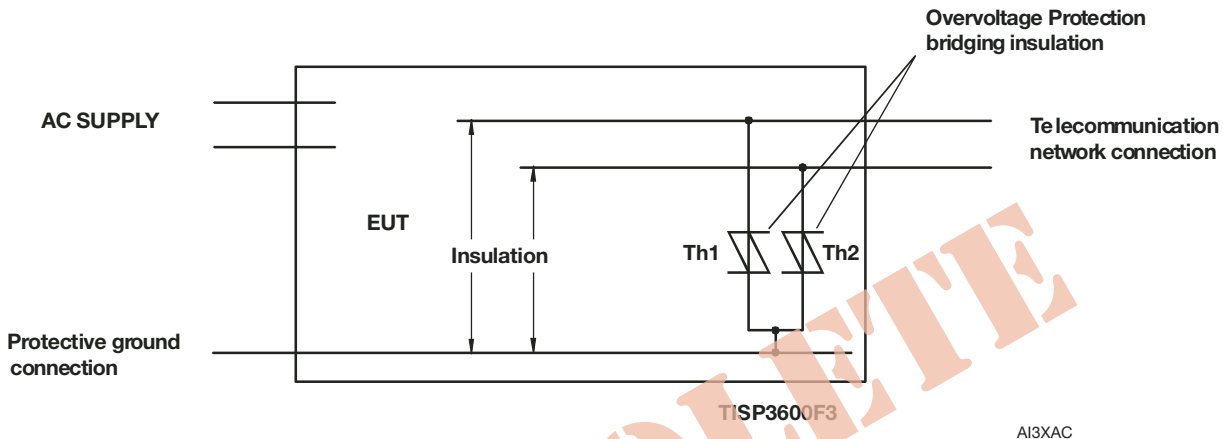 Overvoltage Protection
bridging insulation
AC SUPPLY
Telecommunication
network connection
EUT
Insulation
Th1
Th2
Protective ground
connection
TISP3600F3
AI3XAC